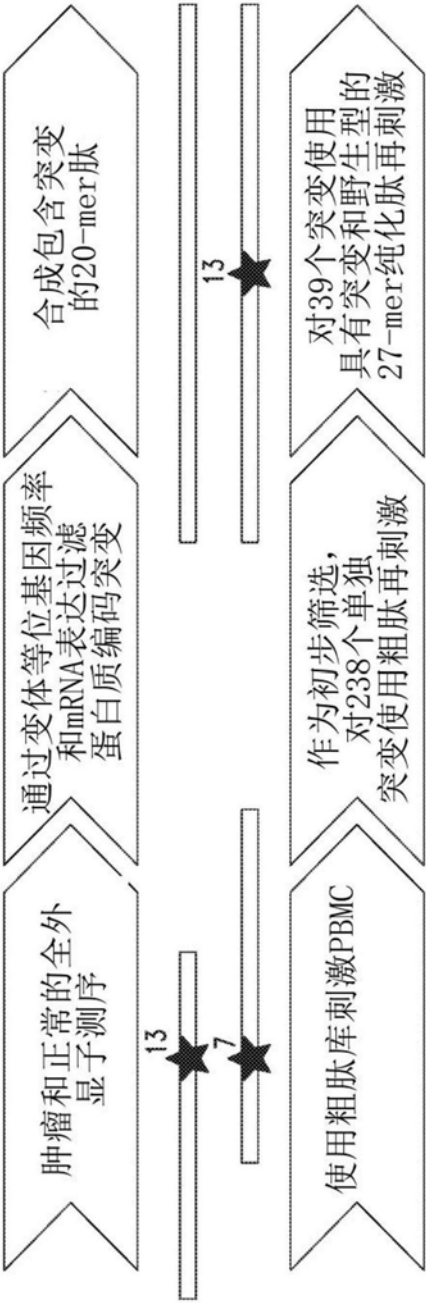 肿瘤和正常的全外
显子测序
通过变体等位基因频率
和mRNA表达过滤
蛋白质编码突变
合成包含突变
的20-mer肽
13
7
13
使用粗肽库刺激PBMC
作为初步筛选，
对238个单独
突变使用粗肽再刺激
对39个突变使用
具有突变和野生型的
27-mer纯化肽再刺激